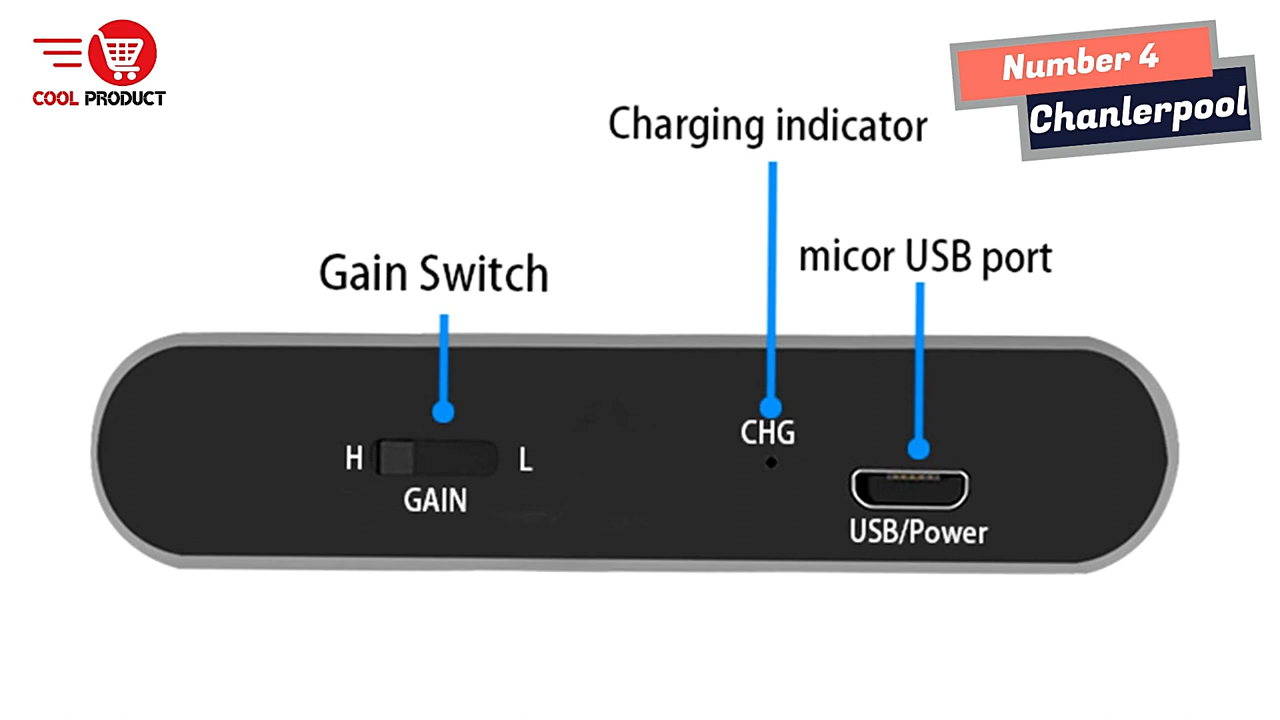 COOL PRODUCT
Number 4
Chanlerpool
Charging indicator
micor USB port
Gain Switch
CHG
H
L
GAIN
USB/Power